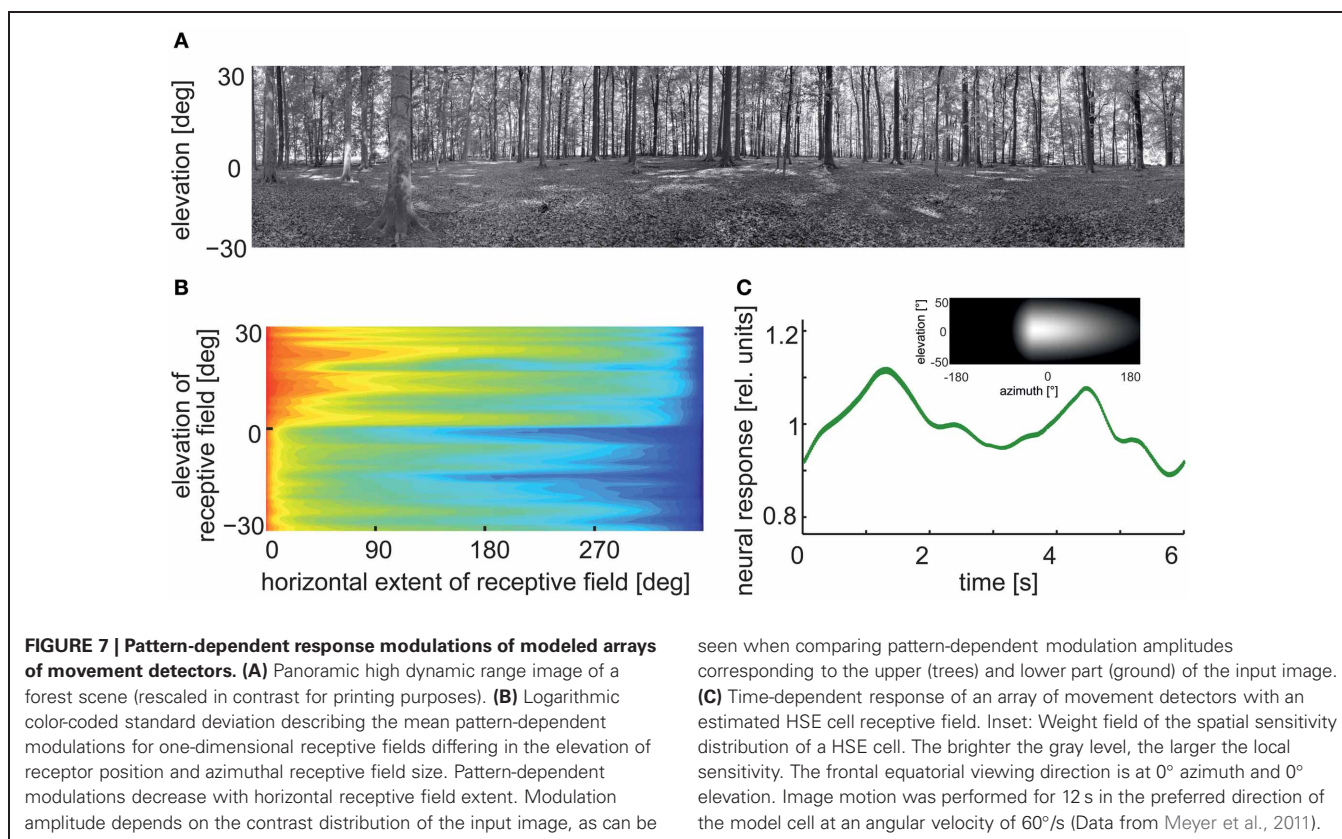 A
30
elevation [deg]
0
−30
B
30
elevation of
receptive field [deg]
0
−30
0 90 180 270
horizontal extent of receptive field [deg]
C
neural response [rel. units]
1.2
1
0.8
0 2 4 6
time [s]
elevation [°]
50
0
-50
-180 0 180
azimuth [°]
FIGURE 7 | Pattern-dependent response modulations of modeled arrays
of movement detectors. (A) Panoramic high dynamic range image of a
forest scene (rescaled in contrast for printing purposes). (B) Logarithmic
color-coded standard deviation describing the mean pattern-dependent
modulations for one-dimensional receptive fields differing in the elevation of
receptor position and azimuthal receptive field size. Pattern-dependent
modulations decrease with horizontal receptive field extent. Modulation
amplitude depends on the contrast distribution of the input image, as can be
seen when comparing pattern-dependent modulation amplitudes
corresponding to the upper (trees) and lower part (ground) of the input image.
(C) Time-dependent response of an array of movement detectors with an
estimated HSE cell receptive field. Inset: Weight field of the spatial sensitivity
distribution of a HSE cell. The brighter the gray level, the larger the local
sensitivity. The frontal equatorial viewing direction is at 0° azimuth and 0°
elevation. Image motion was performed for 12 s in the preferred direction of
the model cell at an angular velocity of 60°/s (Data from Meyer et al., 2011).